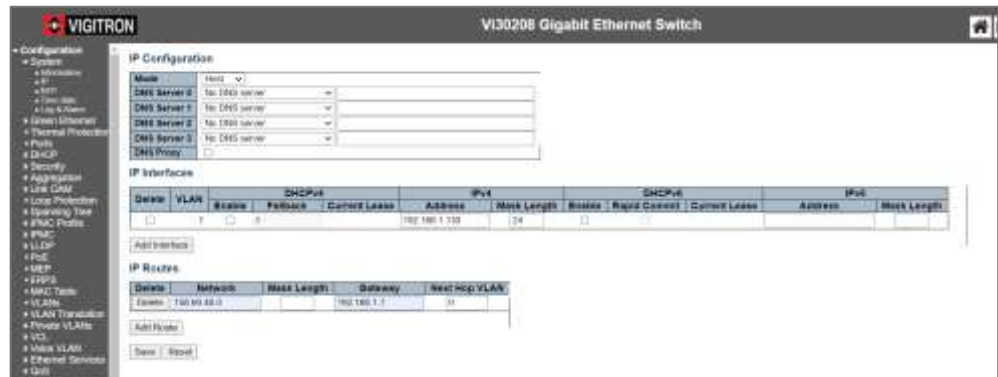 VIGITRON
Vi30208 Gigabit Ethernet Switch
Configuration
System
Information
IP
NTP
Time
Log & Alarm
Green Ethernet
Thermal Protection
Ports
DHCP
Security
Aggregation
Link OAM
Loop Protection
Spanning Tree
IPMC Profile
IPMC
LLDP
PoE
MEP
ERPS
MAC Table
VLANs
VLAN Translation
Private VLANs
VCL
Voice VLAN
Ethernet Services
QoS
IP Configuration
Mode Host
DNS Server 0 No DNS server
DNS Server 1 No DNS server
DNS Server 2 No DNS server
DNS Server 3 No DNS server
DNS Proxy
IP Interfaces
Delete VLAN DHCPv4 IPv4 DHCPv6 IPv6
Enable Fallback Current Lease Address Mask Length Enable Rapid Commit Current Lease Address Mask Length
1 0 24
Add Interface
IP Routes
Delete Network Mask Length Gateway Next Hop VLAN
Delete 192.168.1.1 0
Add Route
Save Reset